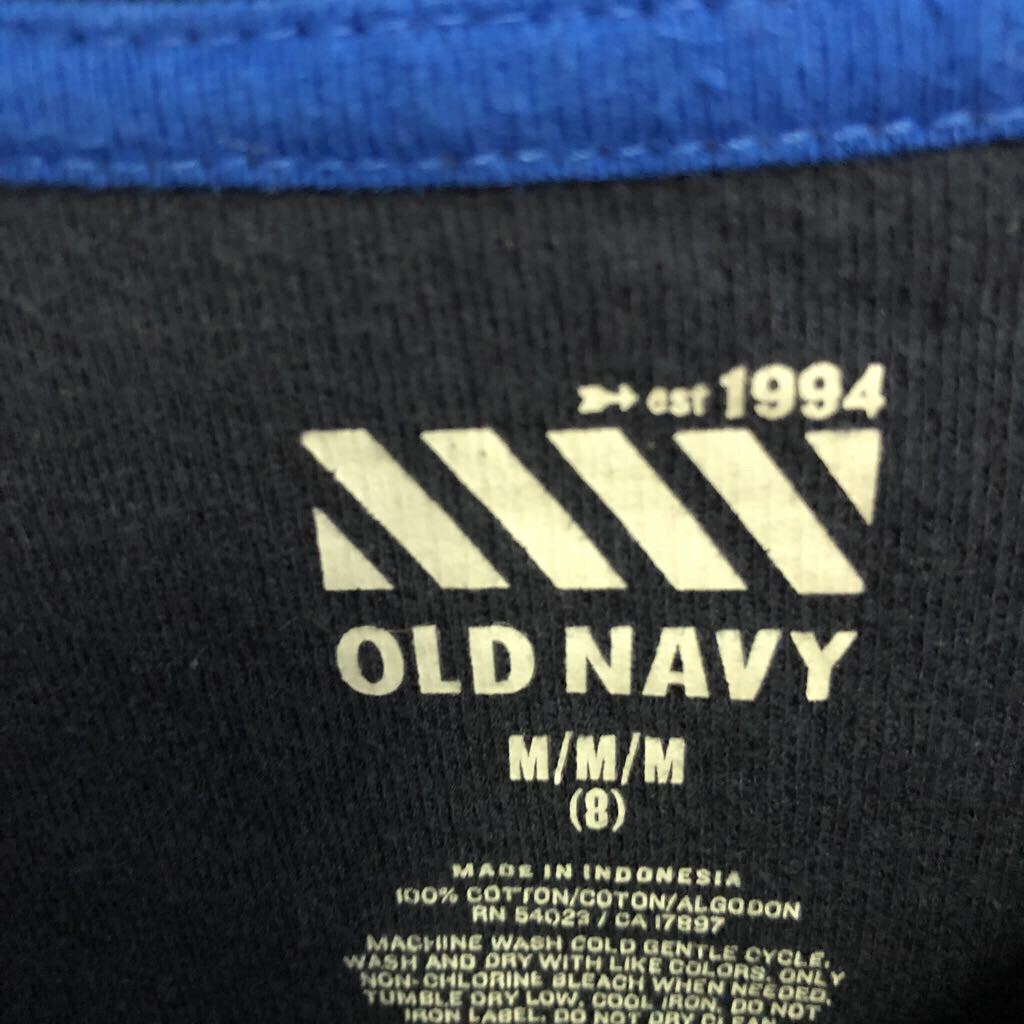 est 1994
OLD NAVY
M/M/M
(8)
MADE IN INDONESIA
100% COTTON/COTON/ALGODON
RN 54023 / CA 17897
MACHINE WASH COLD GENTLE CYCLE.
WASH AND DRY WITH LIKE COLORS. ONLY
NON-CHLORINE BLEACH WHEN NEEDED.
TUMBLE DRY LOW. COOL IRON. DO NOT
IRON LABEL. DO NOT DRY CLEAN